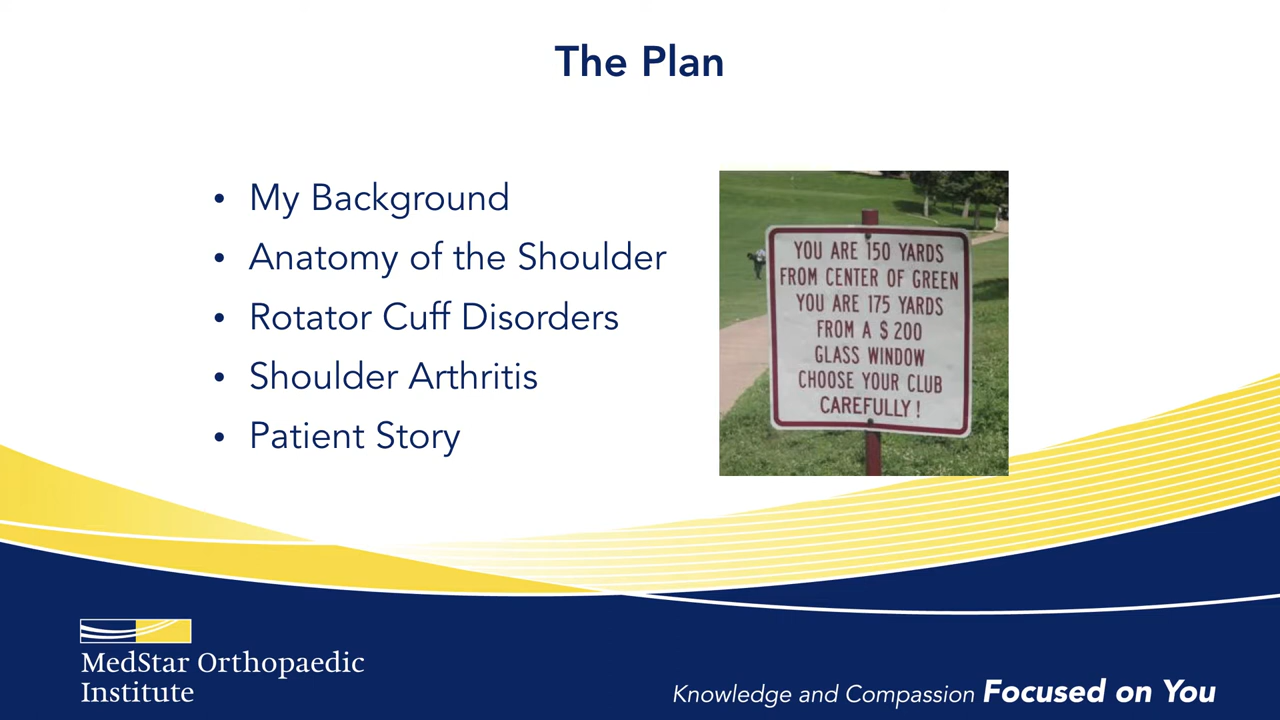 The Plan
• My Background
• Anatomy of the Shoulder
• Rotator Cuff Disorders
• Shoulder Arthritis
• Patient Story
YOU ARE 150 YARDS
FROM CENTER OF GREEN
YOU ARE 175 YARDS
FROM A $200
GLASS WINDOW
CHOOSE YOUR CLUB
CAREFULLY!
MedStar Orthopaedic
Institute
Knowledge and Compassion Focused on You